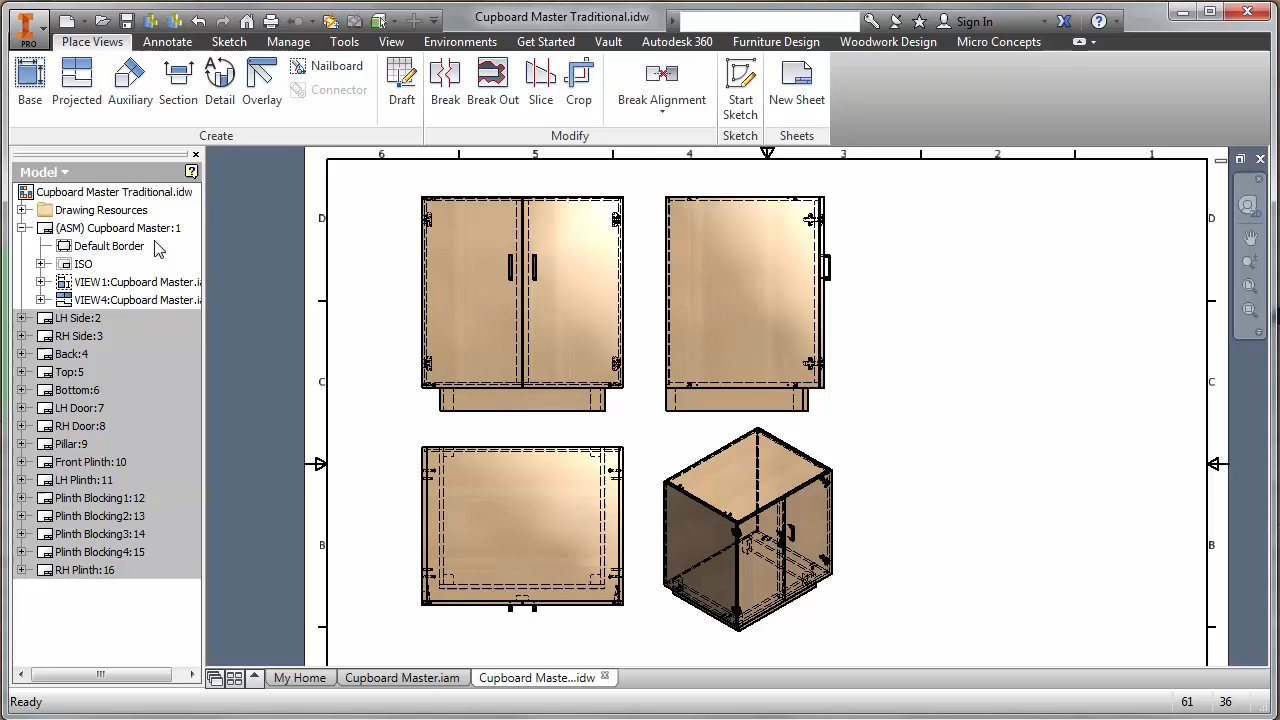 Cupboard Master Traditional.idw
Sign In
PRO
Place Views Annotate Sketch Manage Tools View Environments Get Started Vault Autodesk 360 Furniture Design Woodwork Design Micro Concepts
Base Projected Auxiliary Section Detail Overlay
Nailboard
Connector
Draft
Break Break Out Slice Crop
Break Alignment
Start Sketch
New Sheet
Create Modify Sketch Sheets
Model
Cupboard Master Traditional.idw
Drawing Resources
(ASM) Cupboard Master:1
Default Border
ISO
VIEW1:Cupboard Master.ia
VIEW4:Cupboard Master.ia
LH Side:2
RH Side:3
Back:4
Top:5
Bottom:6
LH Door:7
RH Door:8
Pillar:9
Front Plinth:10
LH Plinth:11
Plinth Blocking1:12
Plinth Blocking2:13
Plinth Blocking3:14
Plinth Blocking4:15
RH Plinth:16
6 5 4 3 2 1
D D
C C
B B
My Home Cupboard Master.iam Cupboard Maste...idw
Ready 61 36